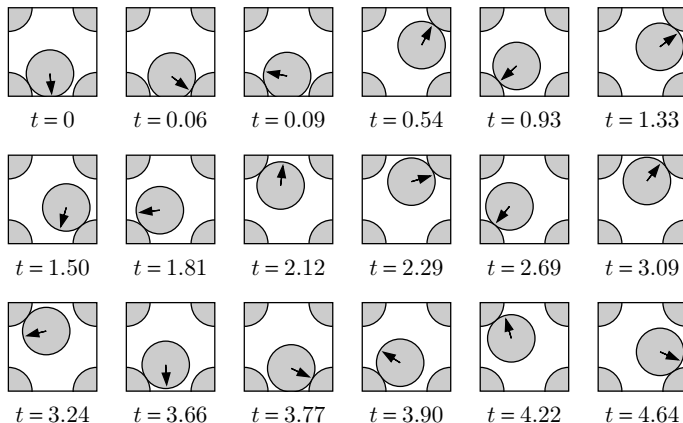 t = 0 t = 0.06 t = 0.09 t = 0.54 t = 0.93 t = 1.33
t = 1.50 t = 1.81 t = 2.12 t = 2.29 t = 2.69 t = 3.09
t = 3.24 t = 3.66 t = 3.77 t = 3.90 t = 4.22 t = 4.64